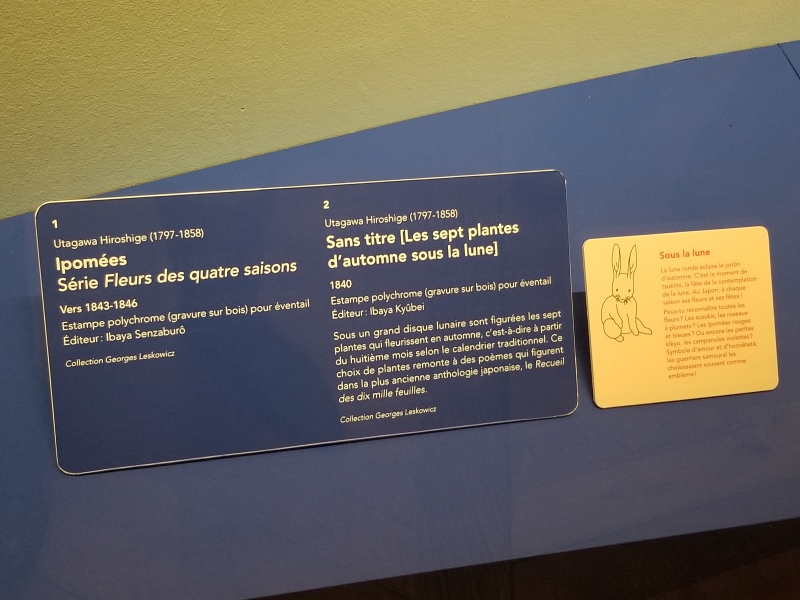 1
Utagawa Hiroshige (1797-1858)
Ipomées
Série Fleurs des quatre saisons
Vers 1843-1846
Estampe polychrome (gravure sur bois) pour éventail
Éditeur : Ibaya Senzaburô
Collection Georges Leskowicz
2
Utagawa Hiroshige (1797-1858)
Sans titre [Les sept plantes
d'automne sous la lune]
1840
Estampe polychrome (gravure sur bois) pour éventail
Éditeur : Ibaya Kyûbei
Sous un grand disque lunaire sont figurées les sept
plantes qui fleurissent en automne, c'est-à-dire à partir
du huitième mois selon le calendrier traditionnel. Ce
choix de plantes remonte à des poèmes qui figurent
dans la plus ancienne anthologie japonaise, le Recueil
des dix mille feuilles.
Collection Georges Leskowicz
Sous la lune
La lune ronde éclaire le jardin
d'automne. C'est le moment de
tsukimi, la fête de la contemplation
de la lune. Au Japon, à chaque
saison ses fleurs et ses fêtes !
Peux-tu reconnaître toutes les
fleurs ? Les susukis, les roseaux
à plumets ? Les ipomées rouges
et bleues ? Ou encore les petites
kikyo, les campanules violettes ?
Symbole d'amour et d'honnêteté,
les guerriers samouraï les
choisissaient souvent comme
emblème !